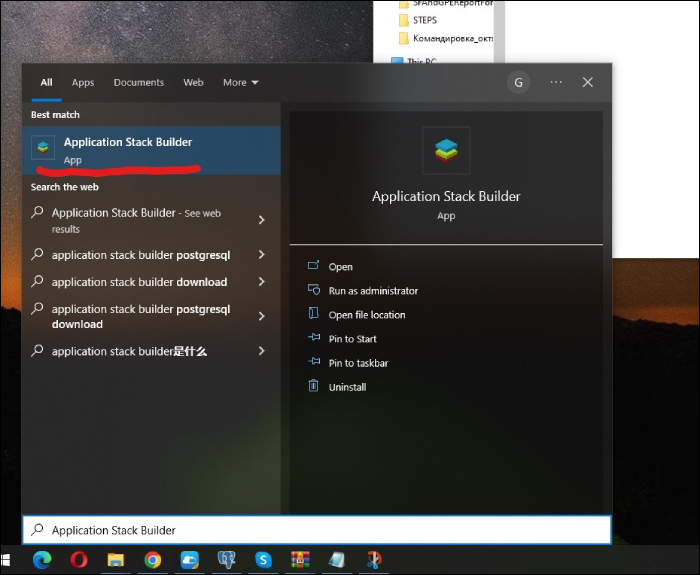 SFAndGPEReportFor
STEPS
Командировка_октя
This PC
All
Apps
Documents
Web
More
G
Best match
Application Stack Builder
App
Search the web
Application Stack Builder - See web
results
application stack builder postgresql
application stack builder download
application stack builder postgresql
download
application stack builder是什么
Application Stack Builder
App
Open
Run as administrator
Open file location
Pin to Start
Pin to taskbar
Uninstall
Application Stack Builder